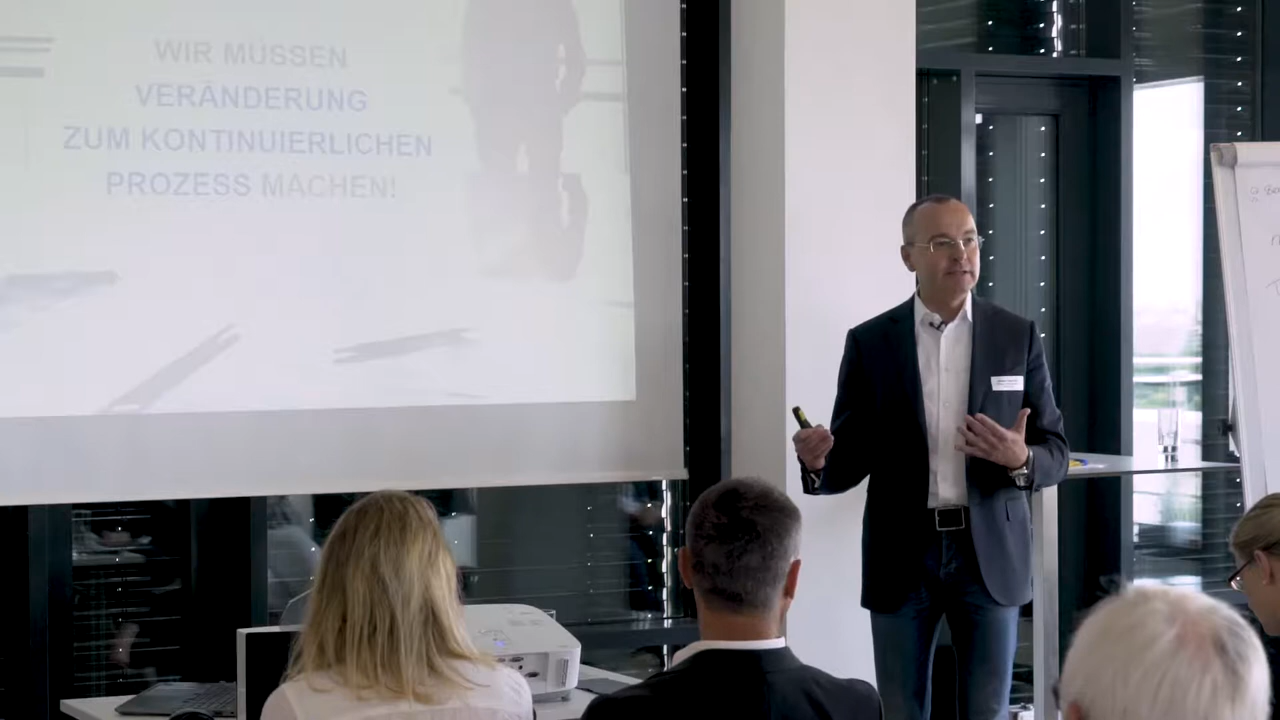 WIR MÜSSEN
VERÄNDERUNG
ZUM KONTINUIERLICHEN
PROZESS MACHEN!